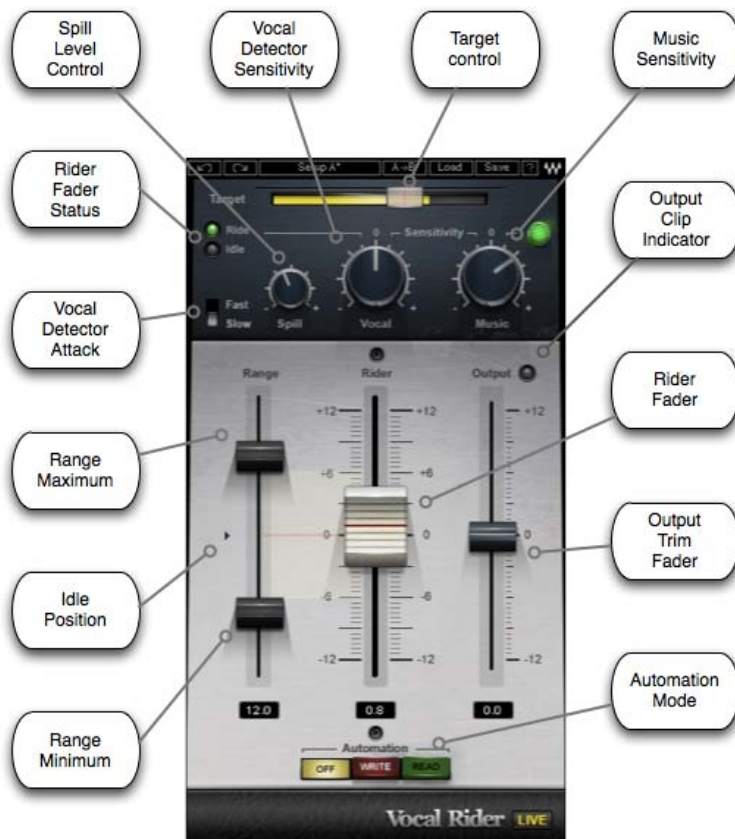 Spill
Level
Control
Vocal
Detector
Sensitivity
Target
control
Music
Sensitivity
Rider
Fader
Status
Output
Clip
Indicator
Vocal
Detector
Attack
Rider
Fader
Range
Maximum
Output
Trim
Fader
Idle
Position
Automation
Mode
Range
Minimum
Setup A*
A→B
Load
Save
?
Target
Ride
Idle
0
Sensitivity
0
Fast
Slow
- Spill +
- Vocal +
- Music +
Range
Rider
Output
+12 +12 +12
+6 +6
0 0 0
-6 -6
-12 -12 -12
12.0
0.8
0.0
Automation
OFF
WRITE
READ
Vocal Rider LIVE